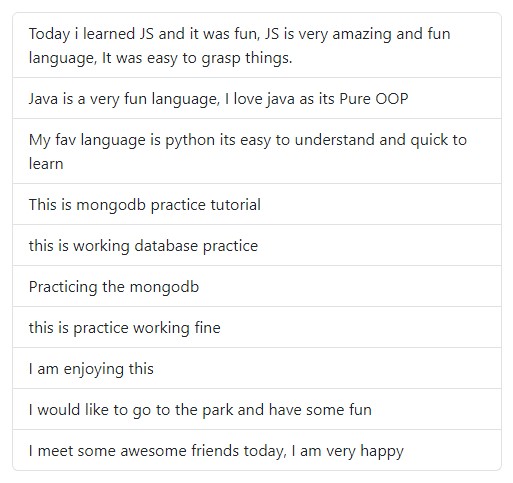 Today i learned JS and it was fun, JS is very amazing and fun
language, It was easy to grasp things.
Java is a very fun language, I love java as its Pure OOP
My fav language is python its easy to understand and quick to
learn
This is mongodb practice tutorial
this is working database practice
Practicing the mongodb
this is practice working fine
I am enjoying this
I would like to go to the park and have some fun
I meet some awesome friends today, I am very happy